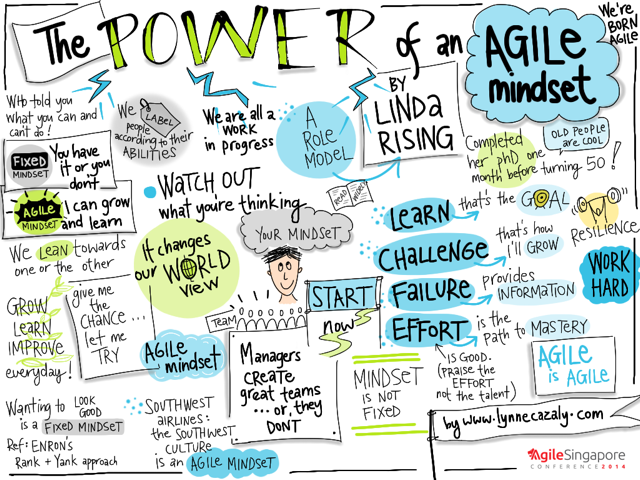 The POWER of an
AGILE
mindset
We're
BORN
AGILE
BY
LINDA
RISING
Who told you
what you can and
can't do!
We
LABEL
people
according to their
ABILITIES
We are all a
WORK
in progress
A
ROLE
MODEL
Completed
her PhD one
month before turning 50!
OLD PEOPLE
are COOL
FIXED
MINDSET
You have
it or you
don't
AGILE
MINDSET
I can grow
and learn
We LEAN towards
one or the other
WATCH OUT
what you're thinking
READ
MORE
It changes
our WORLD
view
YOUR MINDSET
LEARN
that's the GOAL
CHALLENGE
that's how
I'll GROW
FAILURE
provides
INFORMATION
EFFORT
is the
Path to MASTERY
IS GOOD.
(PRAISE the
EFFORT
not the talent)
RESILIENCE
WORK
HARD
START
now
GROW
LEARN
IMPROVE
everyday!
give me
the
CHANCE...
let me
TRY
AGILE
mindset
TEAM
Managers
CREATE
great teams
...or, they
DON'T
MINDSET
IS NOT
FIXED
AGILE
is AGILE
Wanting to LOOK
GOOD
is a FIXED MINDSET
Ref: ENRON'S
Rank + Yank approach
SOUTHWEST
AIRLINES:
the SOUTHWEST
CULTURE
IS an AGILE MINDSET
by www.lynnecazaly.com
AgileSingapore
CONFERENCE 2014